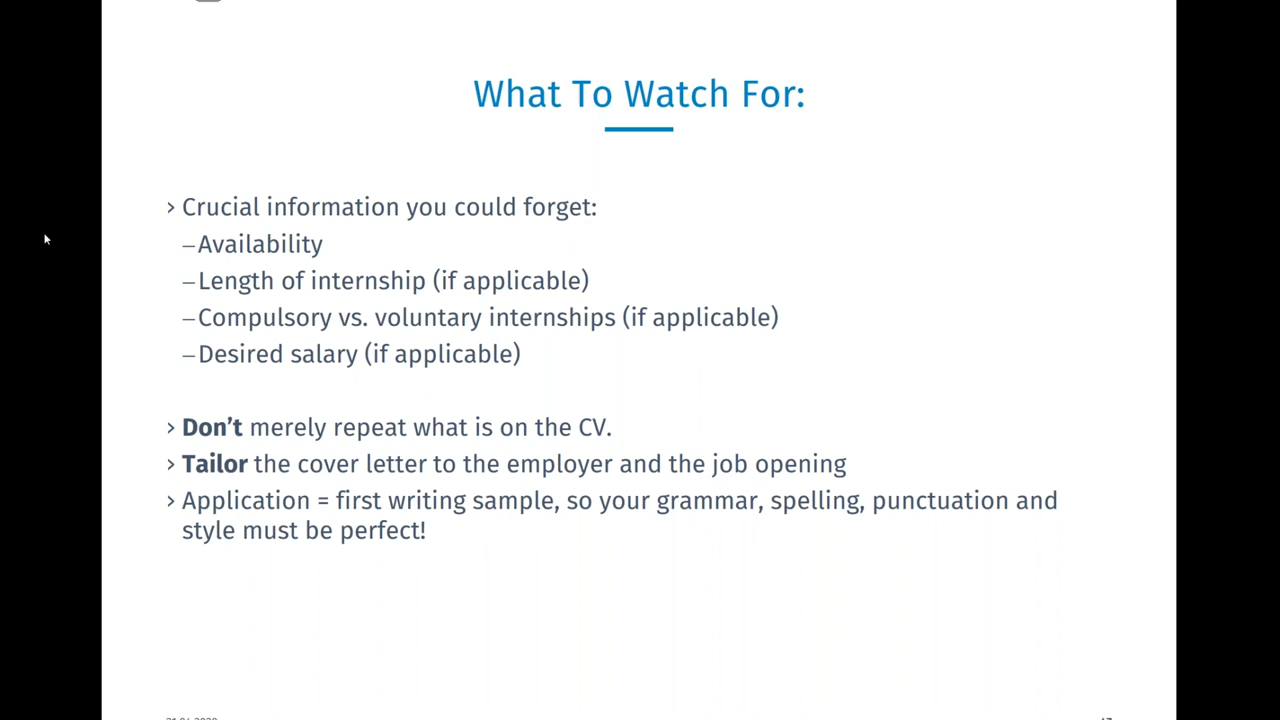 What To Watch For:
› Crucial information you could forget:
–Availability
–Length of internship (if applicable)
–Compulsory vs. voluntary internships (if applicable)
–Desired salary (if applicable)
› Don’t merely repeat what is on the CV.
› Tailor the cover letter to the employer and the job opening
› Application = first writing sample, so your grammar, spelling, punctuation and
style must be perfect!